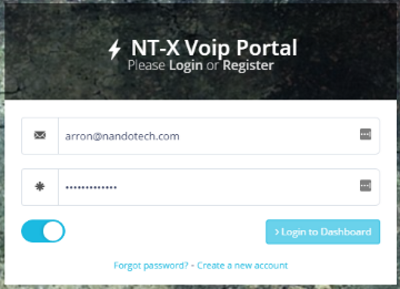 NT-X Voip Portal
Please Login or Register
arron@nandotech.com
•••••••••••••
› Login to Dashboard
Forgot password? • Create a new account